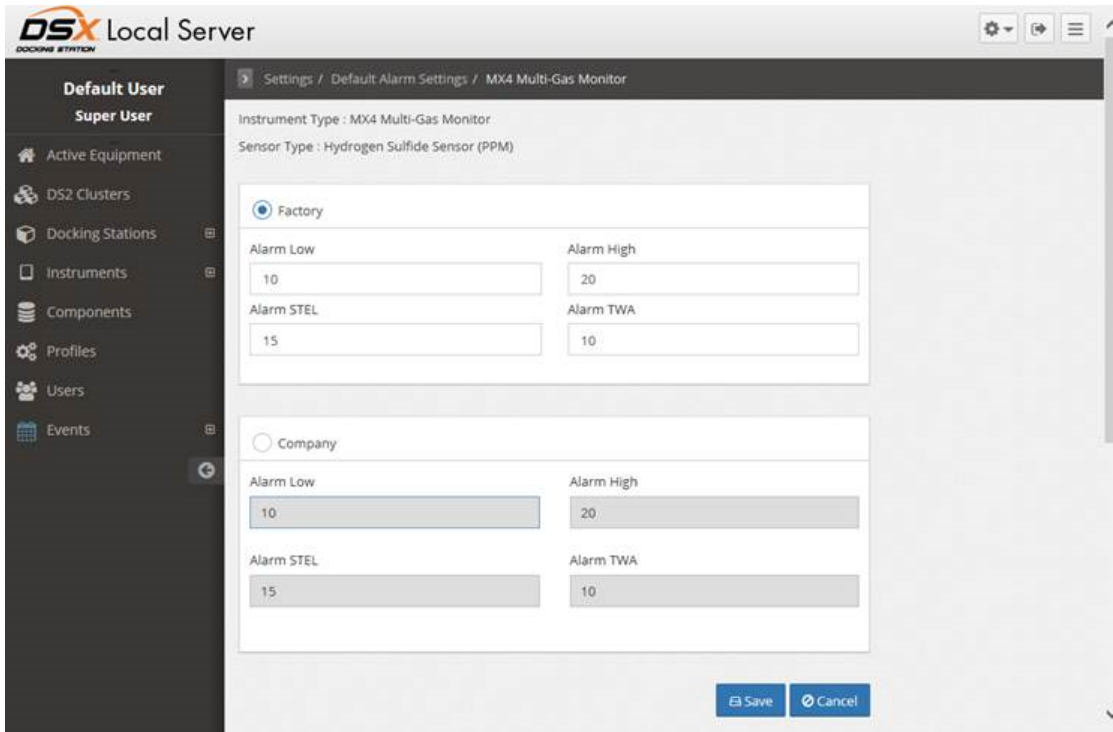 DSX Local Server
DOCKING STATION
Default User
Super User
Active Equipment
DS2 Clusters
Docking Stations
Instruments
Components
Profiles
Users
Events
Settings / Default Alarm Settings / MX4 Multi-Gas Monitor
Instrument Type : MX4 Multi-Gas Monitor
Sensor Type : Hydrogen Sulfide Sensor (PPM)
Factory
Alarm Low Alarm High
10 20
Alarm STEL Alarm TWA
15 10
Company
Alarm Low Alarm High
10 20
Alarm STEL Alarm TWA
15 10
Save Cancel